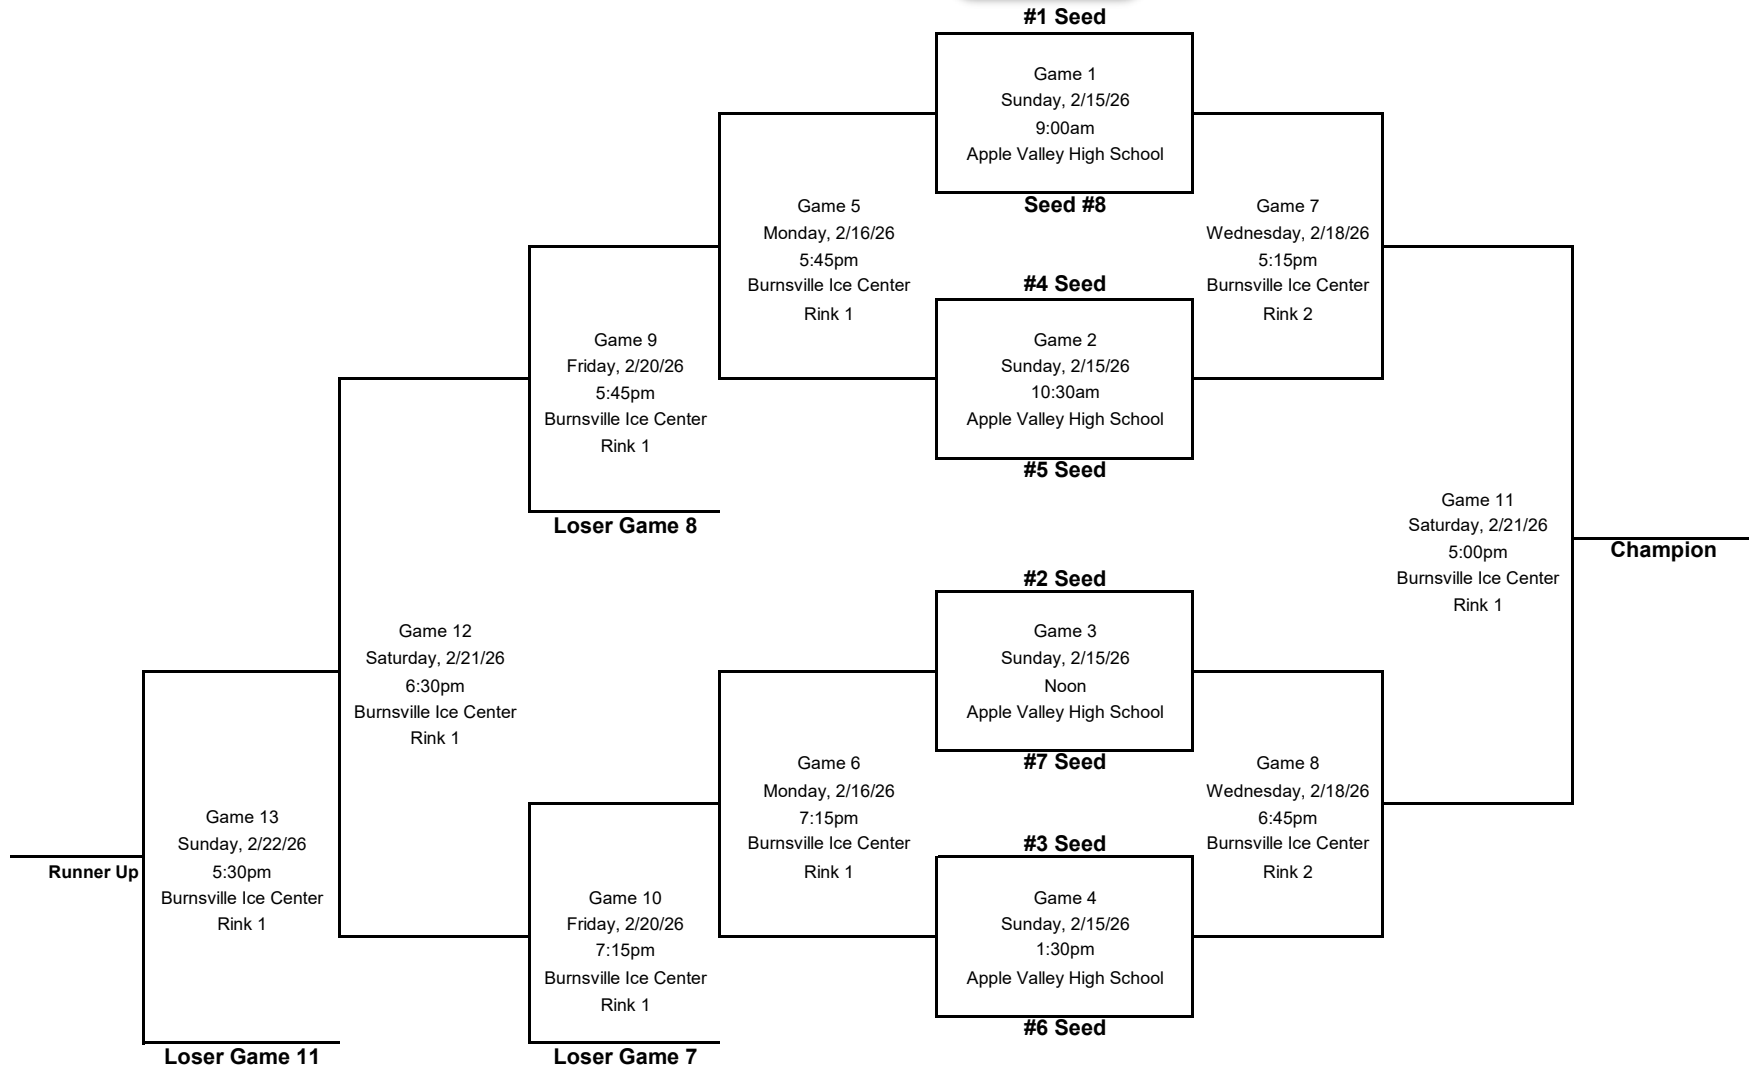 #1 Seed
Game 1
Sunday, 2/15/26
9:00am
Apple Valley High School
Seed #8
Game 5
Monday, 2/16/26
5:45pm
Burnsville Ice Center
Rink 1
Game 7
Wednesday, 2/18/26
5:15pm
Burnsville Ice Center
Rink 2
#4 Seed
Game 2
Sunday, 2/15/26
10:30am
Apple Valley High School
#5 Seed
Game 9
Friday, 2/20/26
5:45pm
Burnsville Ice Center
Rink 1
Loser Game 8
Game 11
Saturday, 2/21/26
5:00pm
Burnsville Ice Center
Rink 1
Champion
#2 Seed
Game 3
Sunday, 2/15/26
Noon
Apple Valley High School
#7 Seed
Game 12
Saturday, 2/21/26
6:30pm
Burnsville Ice Center
Rink 1
Game 6
Monday, 2/16/26
7:15pm
Burnsville Ice Center
Rink 1
Game 8
Wednesday, 2/18/26
6:45pm
Burnsville Ice Center
Rink 2
Game 13
Sunday, 2/22/26
5:30pm
Burnsville Ice Center
Rink 1
Runner Up
#3 Seed
Game 4
Sunday, 2/15/26
1:30pm
Apple Valley High School
#6 Seed
Game 10
Friday, 2/20/26
7:15pm
Burnsville Ice Center
Rink 1
Loser Game 11
Loser Game 7